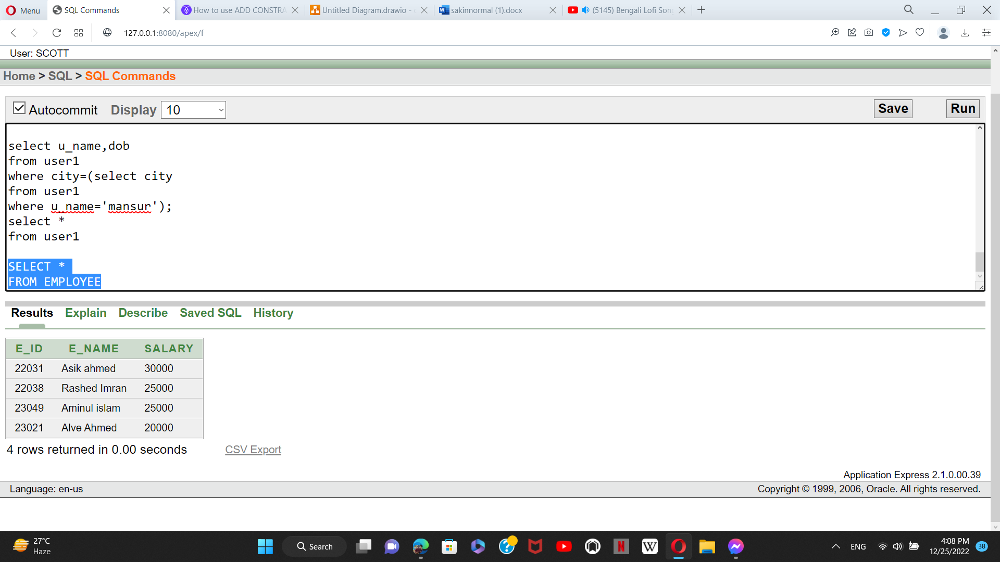 Menu
SQL Commands
How to use ADD CONSTRA
Untitled Diagram.drawio -
sakinnormal (1).docx
(5145) Bengali Lofi Song
127.0.0.1:8080/apex/f
User: SCOTT
Home > SQL > SQL Commands
Autocommit Display 10
Save Run
select u_name,dob
from user1
where city=(select city
from user1
where u_name='mansur');
select *
from user1
SELECT *
FROM EMPLOYEE
Results Explain Describe Saved SQL History
E_ID E_NAME SALARY
22031 Asik ahmed 30000
22038 Rashed Imran 25000
23049 Aminul islam 25000
23021 Alve Ahmed 20000
4 rows returned in 0.00 seconds CSV Export
Application Express 2.1.0.00.39
Language: en-us Copyright © 1999, 2006, Oracle. All rights reserved.
27°C
Haze
Search
ENG
4:08 PM
12/25/2022
38